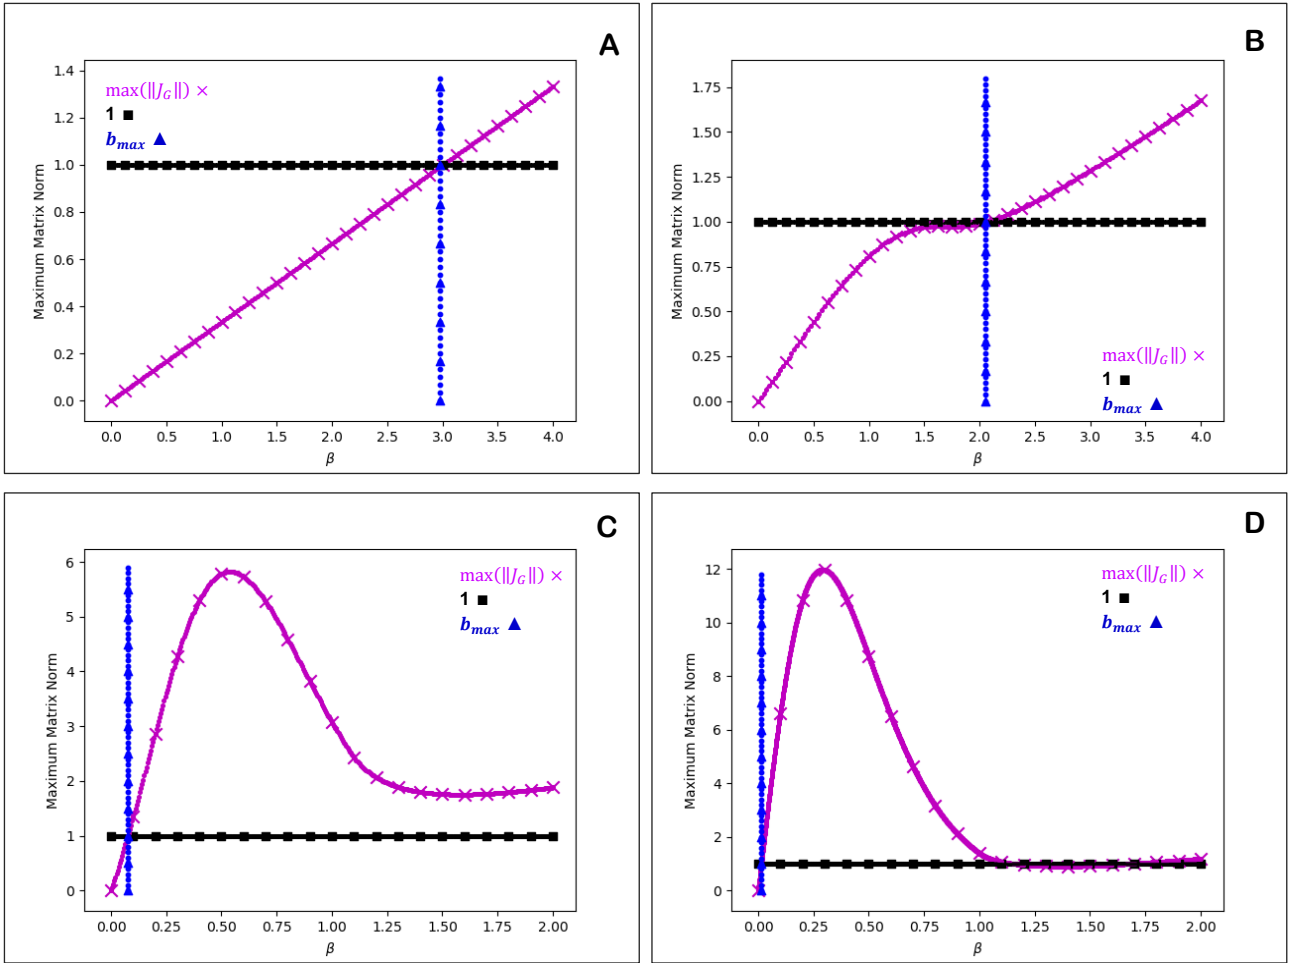 A
max(‖J_G‖) ×
1 ■
b_max ▲
Maximum Matrix Norm
1.4
1.2
1.0
0.8
0.6
0.4
0.2
0.0
0.0 0.5 1.0 1.5 2.0 2.5 3.0 3.5 4.0
β
B
Maximum Matrix Norm
1.75
1.50
1.25
1.00
0.75
0.50
0.25
0.00
max(‖J_G‖) ×
1 ■
b_max ▲
0.0 0.5 1.0 1.5 2.0 2.5 3.0 3.5 4.0
β
C
max(‖J_G‖) ×
1 ■
b_max ▲
Maximum Matrix Norm
6
5
4
3
2
1
0
0.00 0.25 0.50 0.75 1.00 1.25 1.50 1.75 2.00
β
D
max(‖J_G‖) ×
1 ■
b_max ▲
Maximum Matrix Norm
12
10
8
6
4
2
0
0.00 0.25 0.50 0.75 1.00 1.25 1.50 1.75 2.00
β